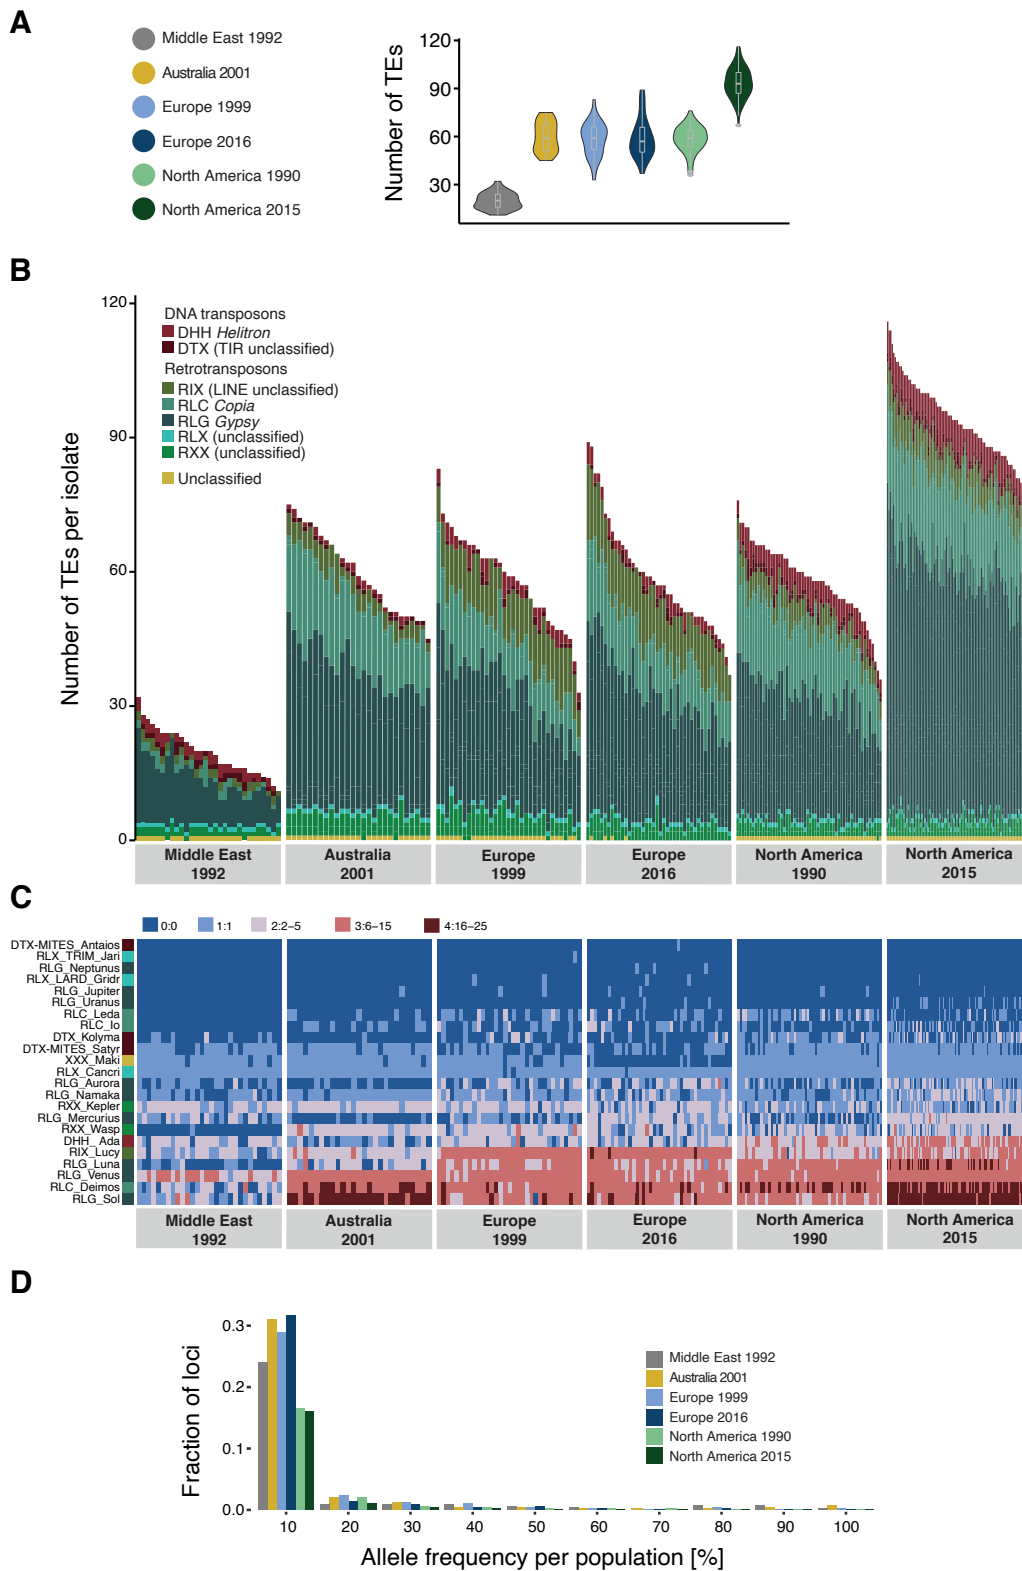 A
Middle East 1992
Australia 2001
Europe 1999
Europe 2016
North America 1990
North America 2015
Number of TEs
120
90
60
30
B
Number of TEs per isolate
120
90
60
30
0
DNA transposons
DHH Helitron
DTX (TIR unclassified)
Retrotransposons
RIX (LINE unclassified)
RLC Copia
RLG Gypsy
RLX (unclassified)
RXX (unclassified)
Unclassified
Middle East
1992
Australia
2001
Europe
1999
Europe
2016
North America
1990
North America
2015
C
0:0
1:1
2:2–5
3:6–15
4:16–25
DTX-MITES_Antaios
RLX_TRIM_Jari
RLG_Neptunus
RLX_LARD_Gridr
RLG_Jupiter
RLG_Uranus
RLC_Leda
RLC_Io
DTX_Kolyma
DTX-MITES_Satyr
XXX_Maki
RLX_Cancri
RLG_Aurora
RLG_Namaka
RXX_Kepler
RLG_Mercurius
RXX_Wasp
DHH_Ada
RIX_Lucy
RLG_Luna
RLG_Venus
RLC_Deimos
RLG_Sol
Middle East
1992
Australia
2001
Europe
1999
Europe
2016
North America
1990
North America
2015
D
Fraction of loci
0.3
0.2
0.1
0.0
Middle East 1992
Australia 2001
Europe 1999
Europe 2016
North America 1990
North America 2015
10 20 30 40 50 60 70 80 90 100
Allele frequency per population [%]